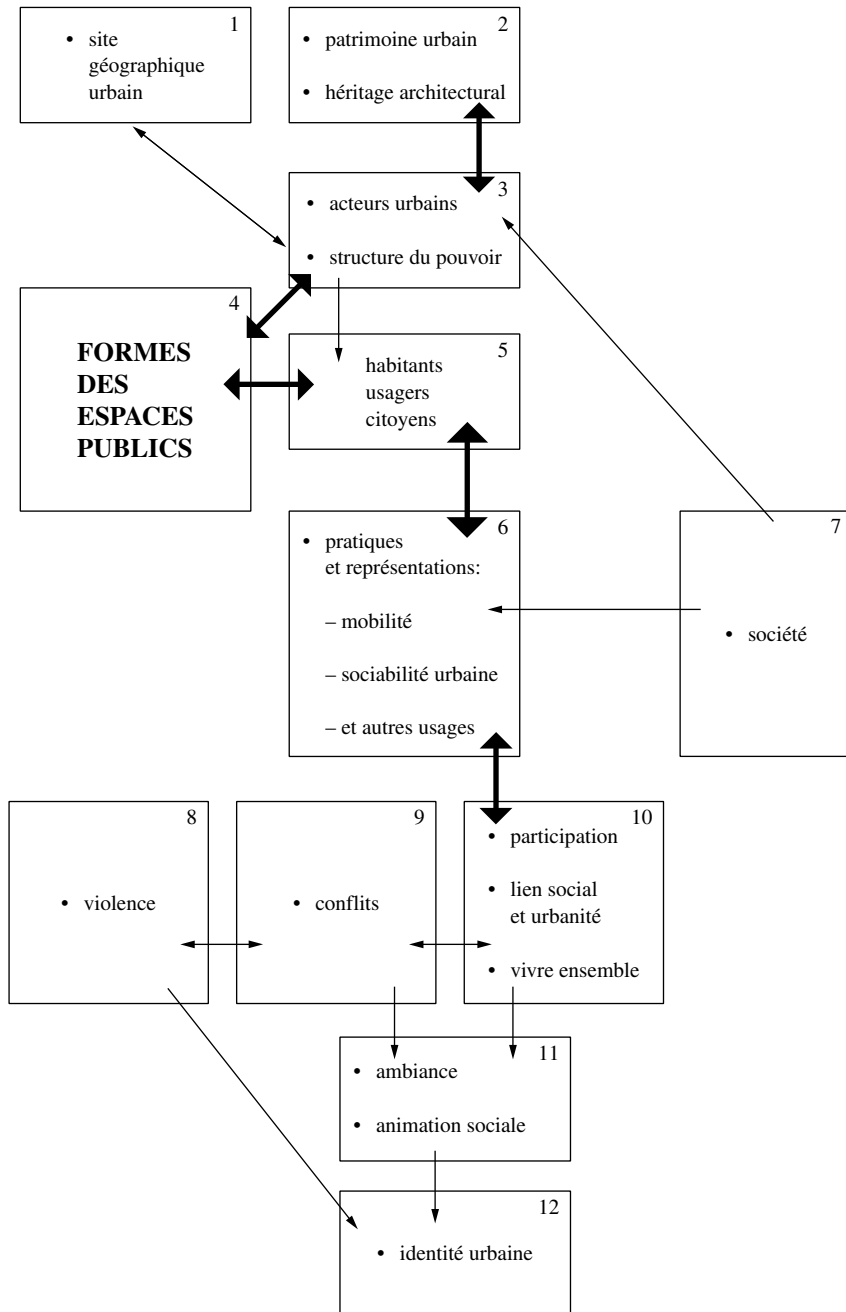 1
• site
géographique
urbain
2
• patrimoine urbain
• héritage architectural
3
• acteurs urbains
• structure du pouvoir
4
FORMES
DES
ESPACES
PUBLICS
5
habitants
usagers
citoyens
6
• pratiques
et représentations:
– mobilité
– sociabilité urbaine
– et autres usages
7
• société
8
• violence
9
• conflits
10
• participation
• lien social
et urbanité
• vivre ensemble
11
• ambiance
• animation sociale
12
• identité urbaine